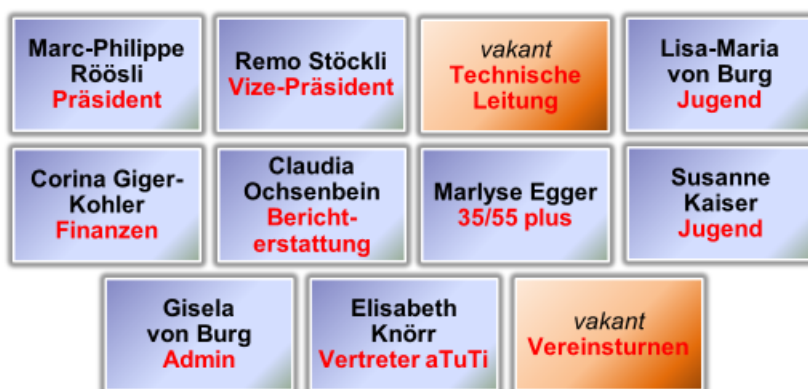 Marc-Philippe
Röösli
Präsident
Remo Stöckli
Vize-Präsident
vakant
Technische
Leitung
Lisa-Maria
von Burg
Jugend
Corina Giger-
Kohler
Finanzen
Claudia
Ochsenbein
Bericht-
erstattung
Marlyse Egger
35/55 plus
Susanne
Kaiser
Jugend
Gisela
von Burg
Admin
Elisabeth
Knörr
Vertreter aTuTi
vakant
Vereinsturnen